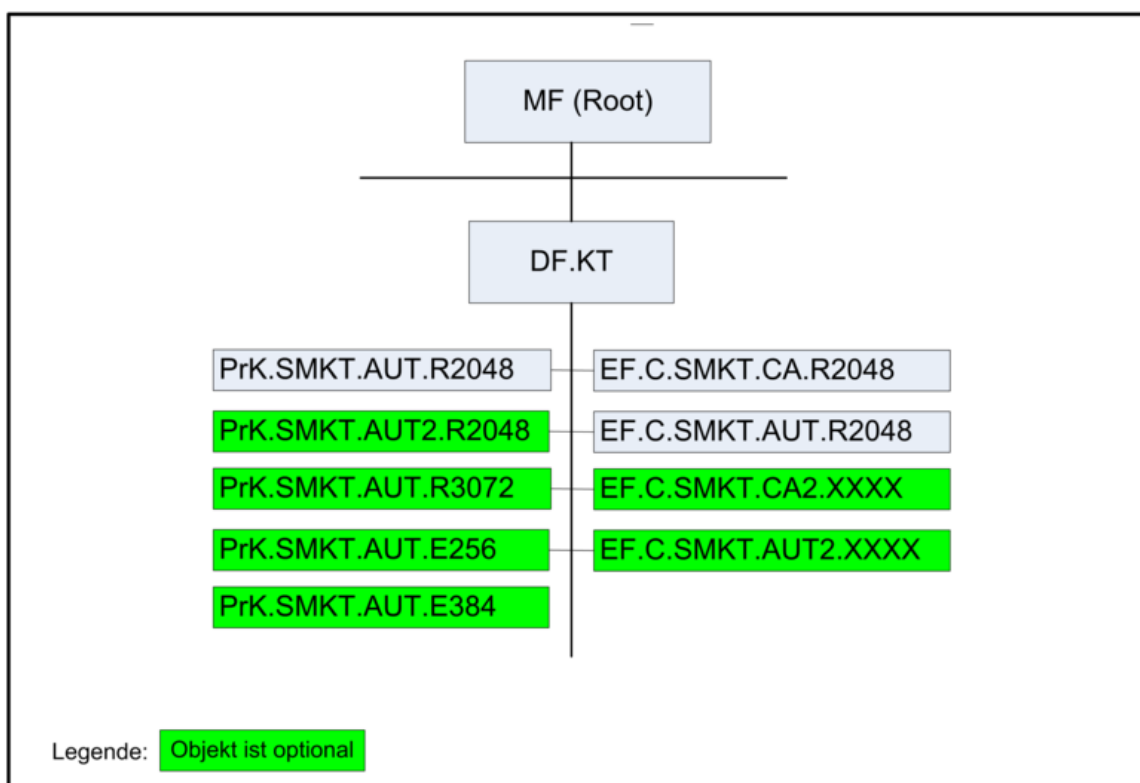 MF (Root)
DF.KT
PrK.SMKT.AUT.R2048
EF.C.SMKT.CA.R2048
PrK.SMKT.AUT2.R2048
EF.C.SMKT.AUT.R2048
PrK.SMKT.AUT.R3072
EF.C.SMKT.CA2.XXXX
PrK.SMKT.AUT.E256
EF.C.SMKT.AUT2.XXXX
PrK.SMKT.AUT.E384
Legende: Objekt ist optional